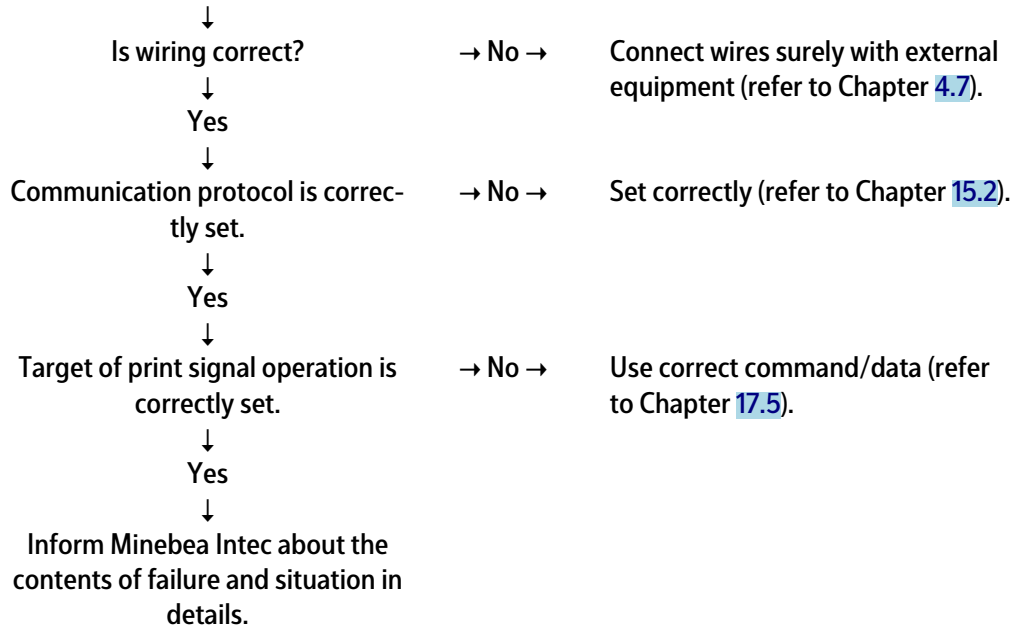 ↓
Is wiring correct? → No → Connect wires surely with external
equipment (refer to Chapter 4.7).
↓
Yes
↓
Communication protocol is correc- → No → Set correctly (refer to Chapter 15.2).
tly set.
↓
Yes
↓
Target of print signal operation is → No → Use correct command/data (refer
correctly set. to Chapter 17.5).
↓
Yes
↓
Inform Minebea Intec about the
contents of failure and situation in
details.